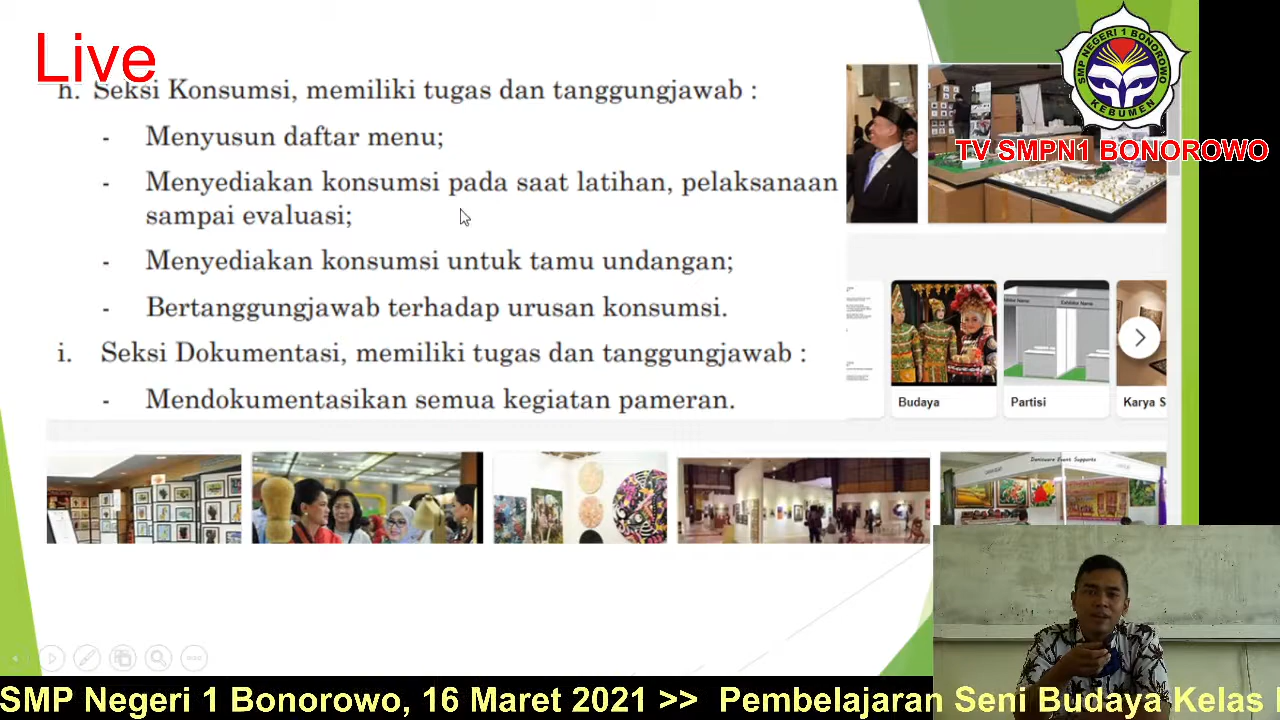 Live
h. Seksi Konsumsi, memiliki tugas dan tanggungjawab :
- Menyusun daftar menu;
- Menyediakan konsumsi pada saat latihan, pelaksanaan
sampai evaluasi;
- Menyediakan konsumsi untuk tamu undangan;
- Bertanggungjawab terhadap urusan konsumsi.
i. Seksi Dokumentasi, memiliki tugas dan tanggungjawab :
- Mendokumentasikan semua kegiatan pameran.
SMP NEGERI 1 BONOROWO
KEBUMEN
TV SMPN1 BONOROWO
Budaya
Partisi
Karya S
SMP Negeri 1 Bonorowo, 16 Maret 2021 >> Pembelajaran Seni Budaya Kelas